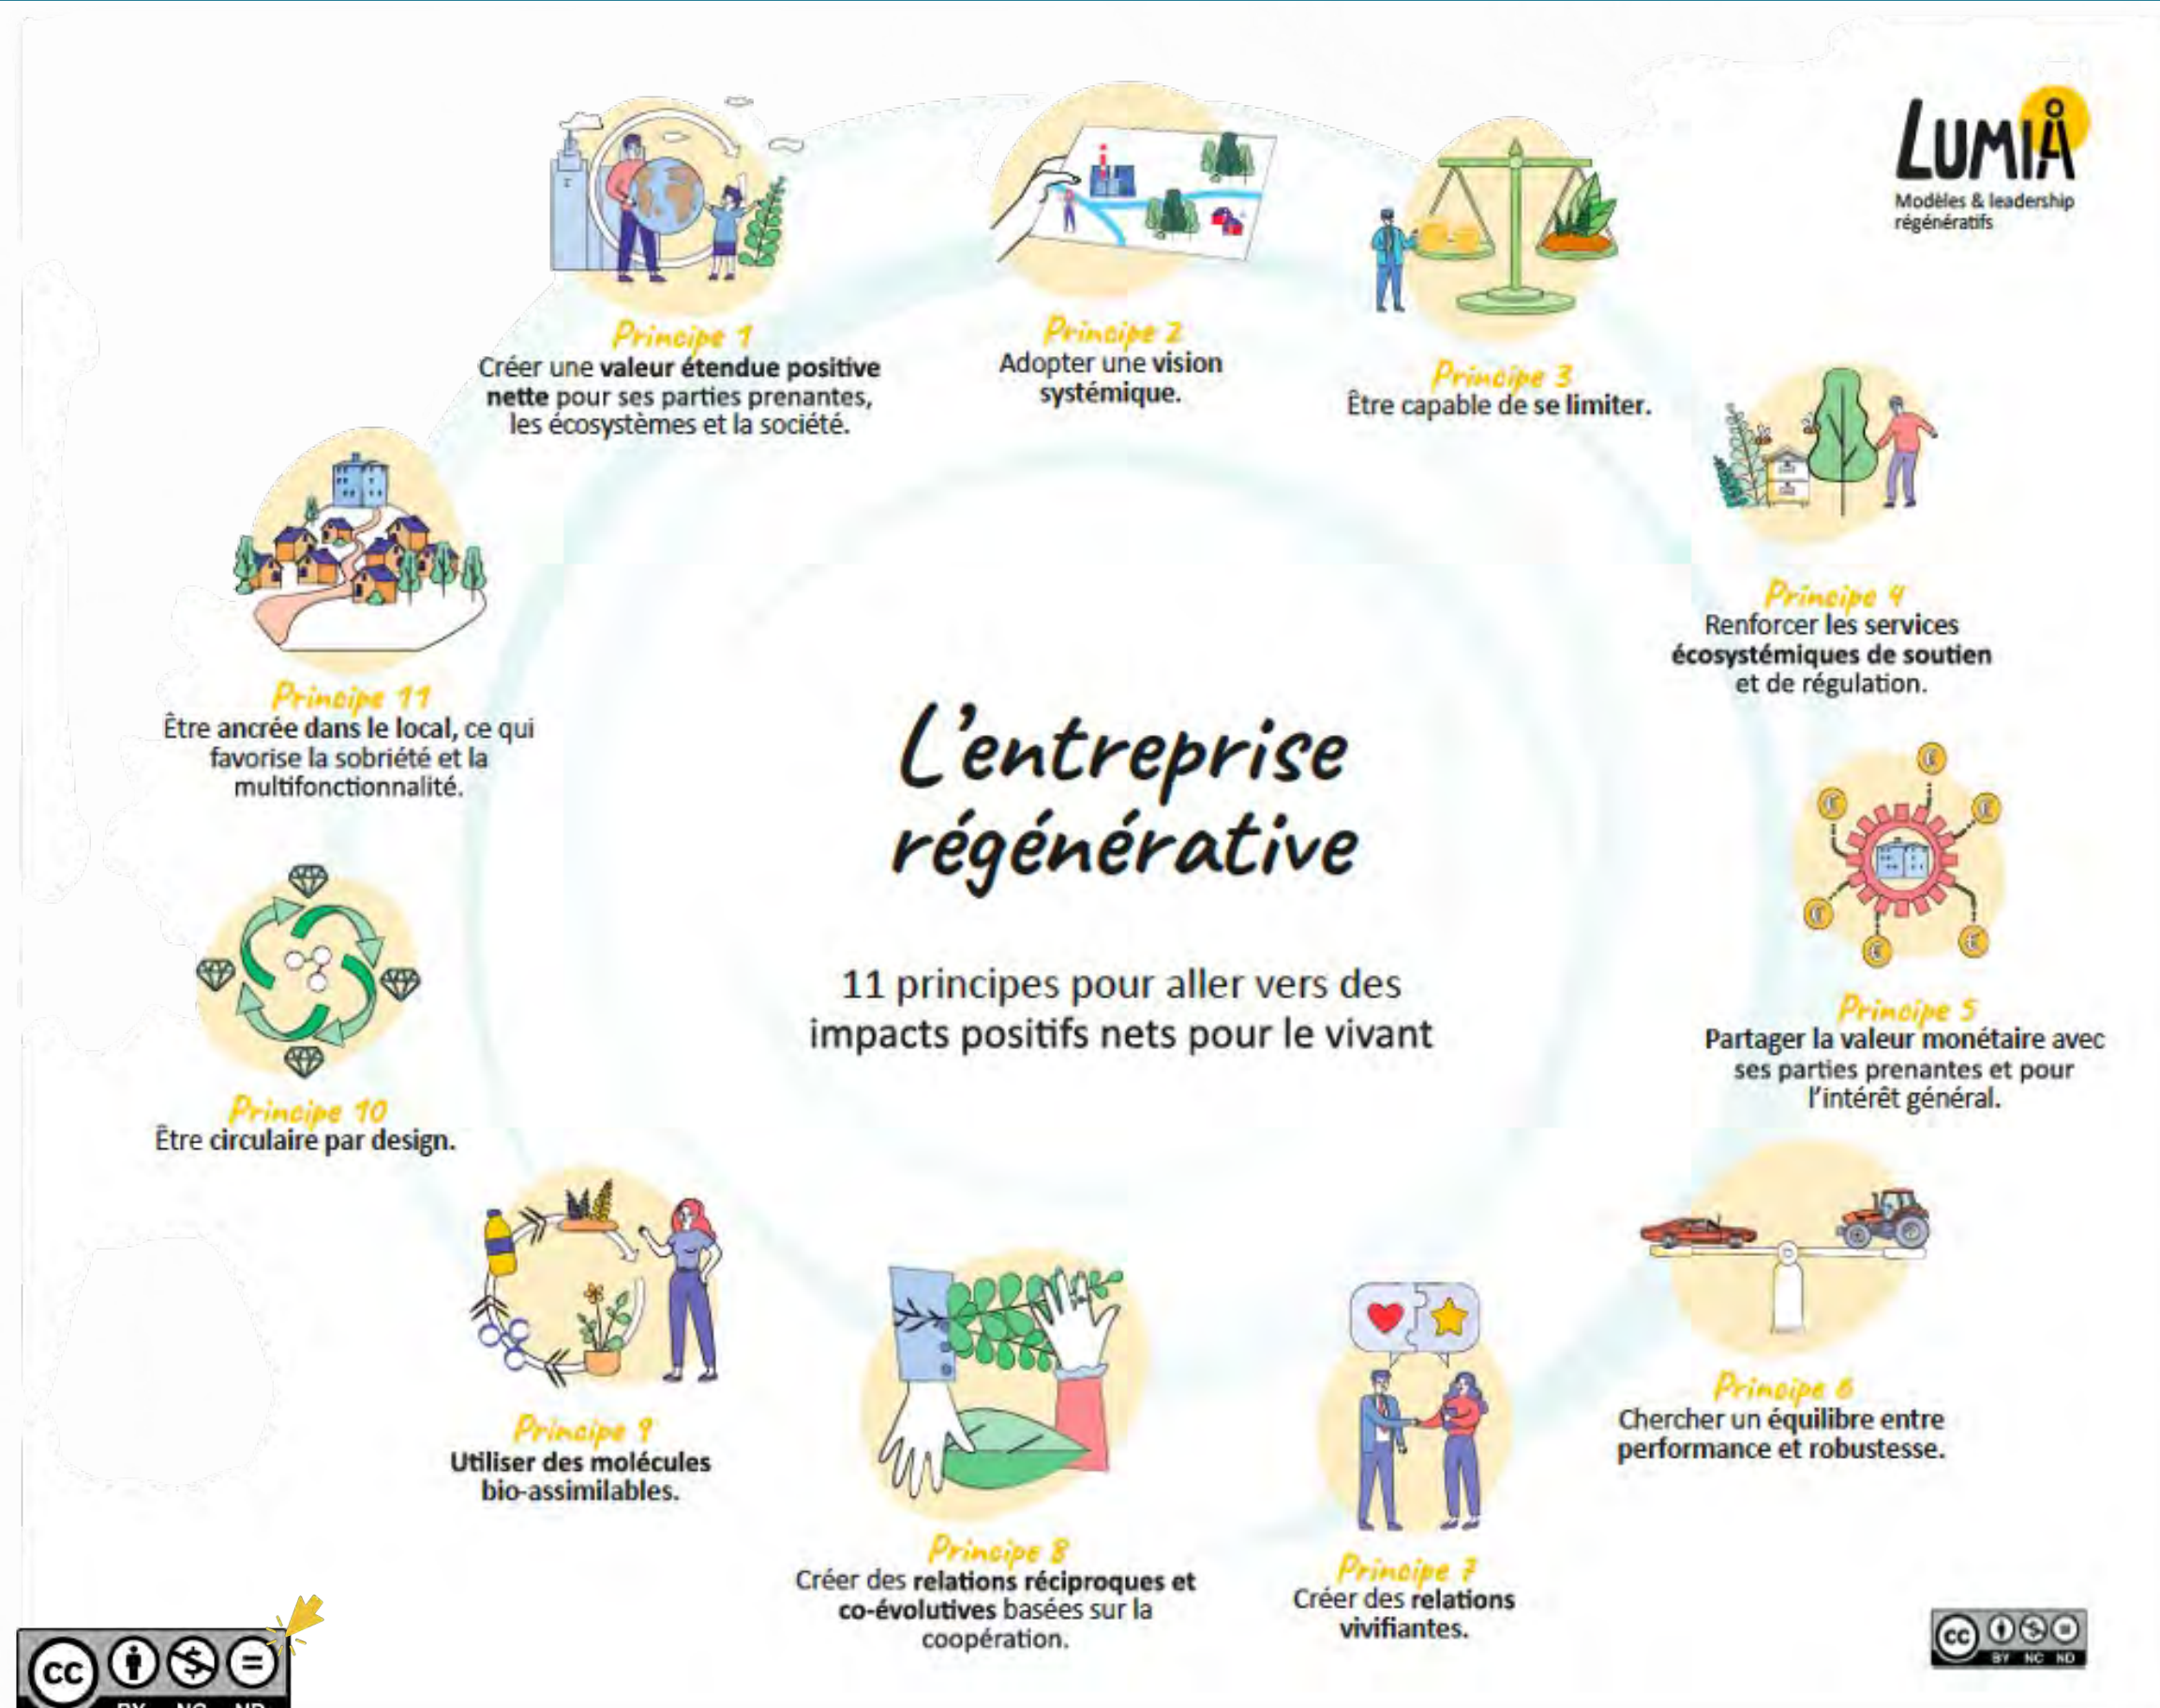 LUMIA
Modèles & leadership
régénératifs
Principe 1
Créer une valeur étendue positive
nette pour ses parties prenantes,
les écosystèmes et la société.
Principe 2
Adopter une vision
systémique.
Principe 3
Être capable de se limiter.
Principe 4
Renforcer les services
écosystémiques de soutien
et de régulation.
Principe 5
Partager la valeur monétaire avec
ses parties prenantes et pour
l'intérêt général.
Principe 6
Chercher un équilibre entre
performance et robustesse.
Principe 7
Créer des relations
vivifiantes.
Principe 8
Créer des relations réciproques et
co-évolutives basées sur la
coopération.
Principe 9
Utiliser des molécules
bio-assimilables.
Principe 10
Être circulaire par design.
Principe 11
Être ancrée dans le local, ce qui
favorise la sobriété et la
multifonctionnalité.
L'entreprise
régénérative
11 principes pour aller vers des
impacts positifs nets pour le vivant
cc
BY NC ND
cc
BY NC ND